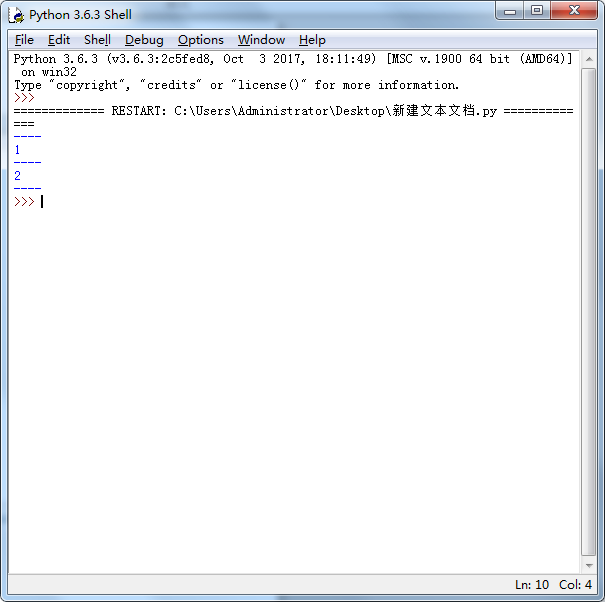 Python 3.6.3 Shell
File Edit Shell Debug Options Window Help
Python 3.6.3 (v3.6.3:2c5fed8, Oct  3 2017, 18:11:49) [MSC v.1900 64 bit (AMD64)]
 on win32
Type "copyright", "credits" or "license()" for more information.
>>>
============= RESTART: C:\Users\Administrator\Desktop\新建文本文档.py ==========
===
----
1
----
2
----
>>>
Ln: 10 Col: 4